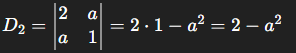 D₂ = |2 a; a 1| = 2 · 1 − a² = 2 − a²